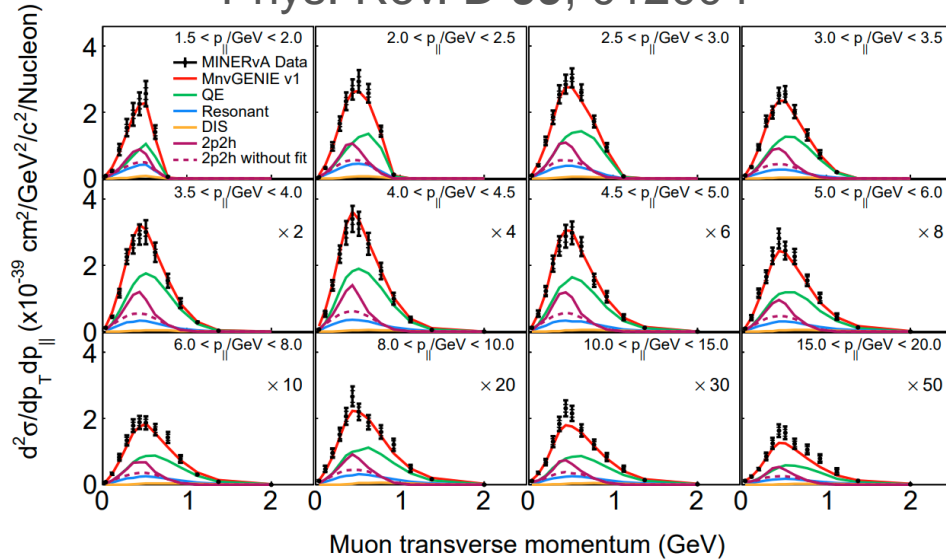 1.5 < p||/GeV < 2.0
2.0 < p||/GeV < 2.5
2.5 < p||/GeV < 3.0
3.0 < p||/GeV < 3.5
4
2
0
MINERvA Data
MnvGENIE v1
QE
Resonant
DIS
2p2h
2p2h without fit
3.5 < p||/GeV < 4.0
4.0 < p||/GeV < 4.5
4.5 < p||/GeV < 5.0
5.0 < p||/GeV < 6.0
4
2
0
× 2
× 4
× 6
× 8
6.0 < p||/GeV < 8.0
8.0 < p||/GeV < 10.0
10.0 < p||/GeV < 15.0
15.0 < p||/GeV < 20.0
4
2
0
× 10
× 20
× 30
× 50
0 1 2 0 1 2 0 1 2 0 1 2
Muon transverse momentum (GeV)
d²σ/dp_T dp_|| (x10⁻³⁹ cm²/GeV²/c²/Nucleon)